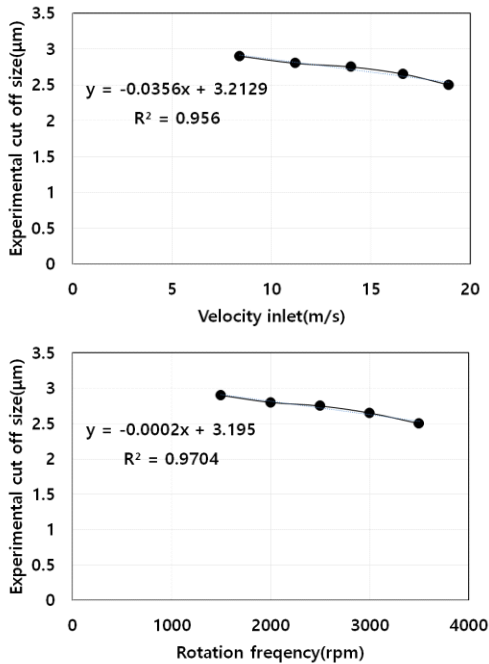 3.5
3
2.5
2
1.5
1
0.5
0
Experimental cut off size(μm)
y = -0.0356x + 3.2129
R² = 0.956
0 5 10 15 20
Velocity inlet(m/s)
3.5
3
2.5
2
1.5
1
0.5
0
Experimental cut off size(μm)
y = -0.0002x + 3.195
R² = 0.9704
0 1000 2000 3000 4000
Rotation freqency(rpm)